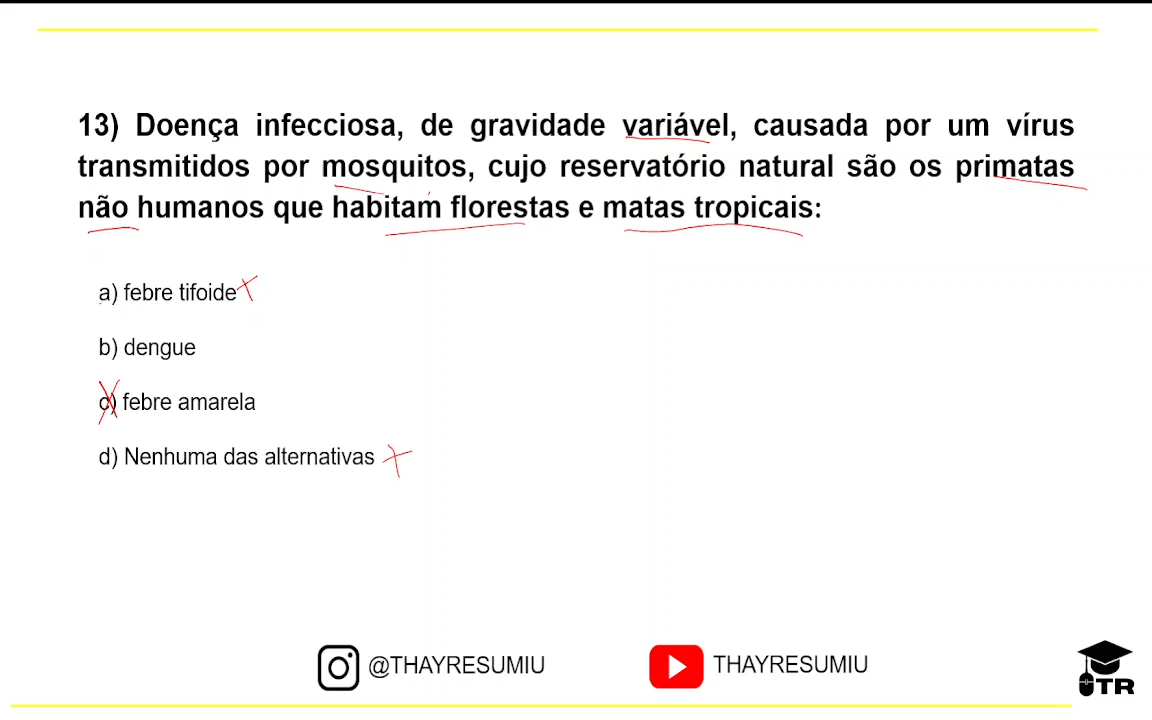 13) Doença infecciosa, de gravidade variável, causada por um vírus
transmitidos por mosquitos, cujo reservatório natural são os primatas
não humanos que habitam florestas e matas tropicais:
a) febre tifoide
b) dengue
c) febre amarela
d) Nenhuma das alternativas
@THAYRESUMIU
THAYRESUMIU
TR